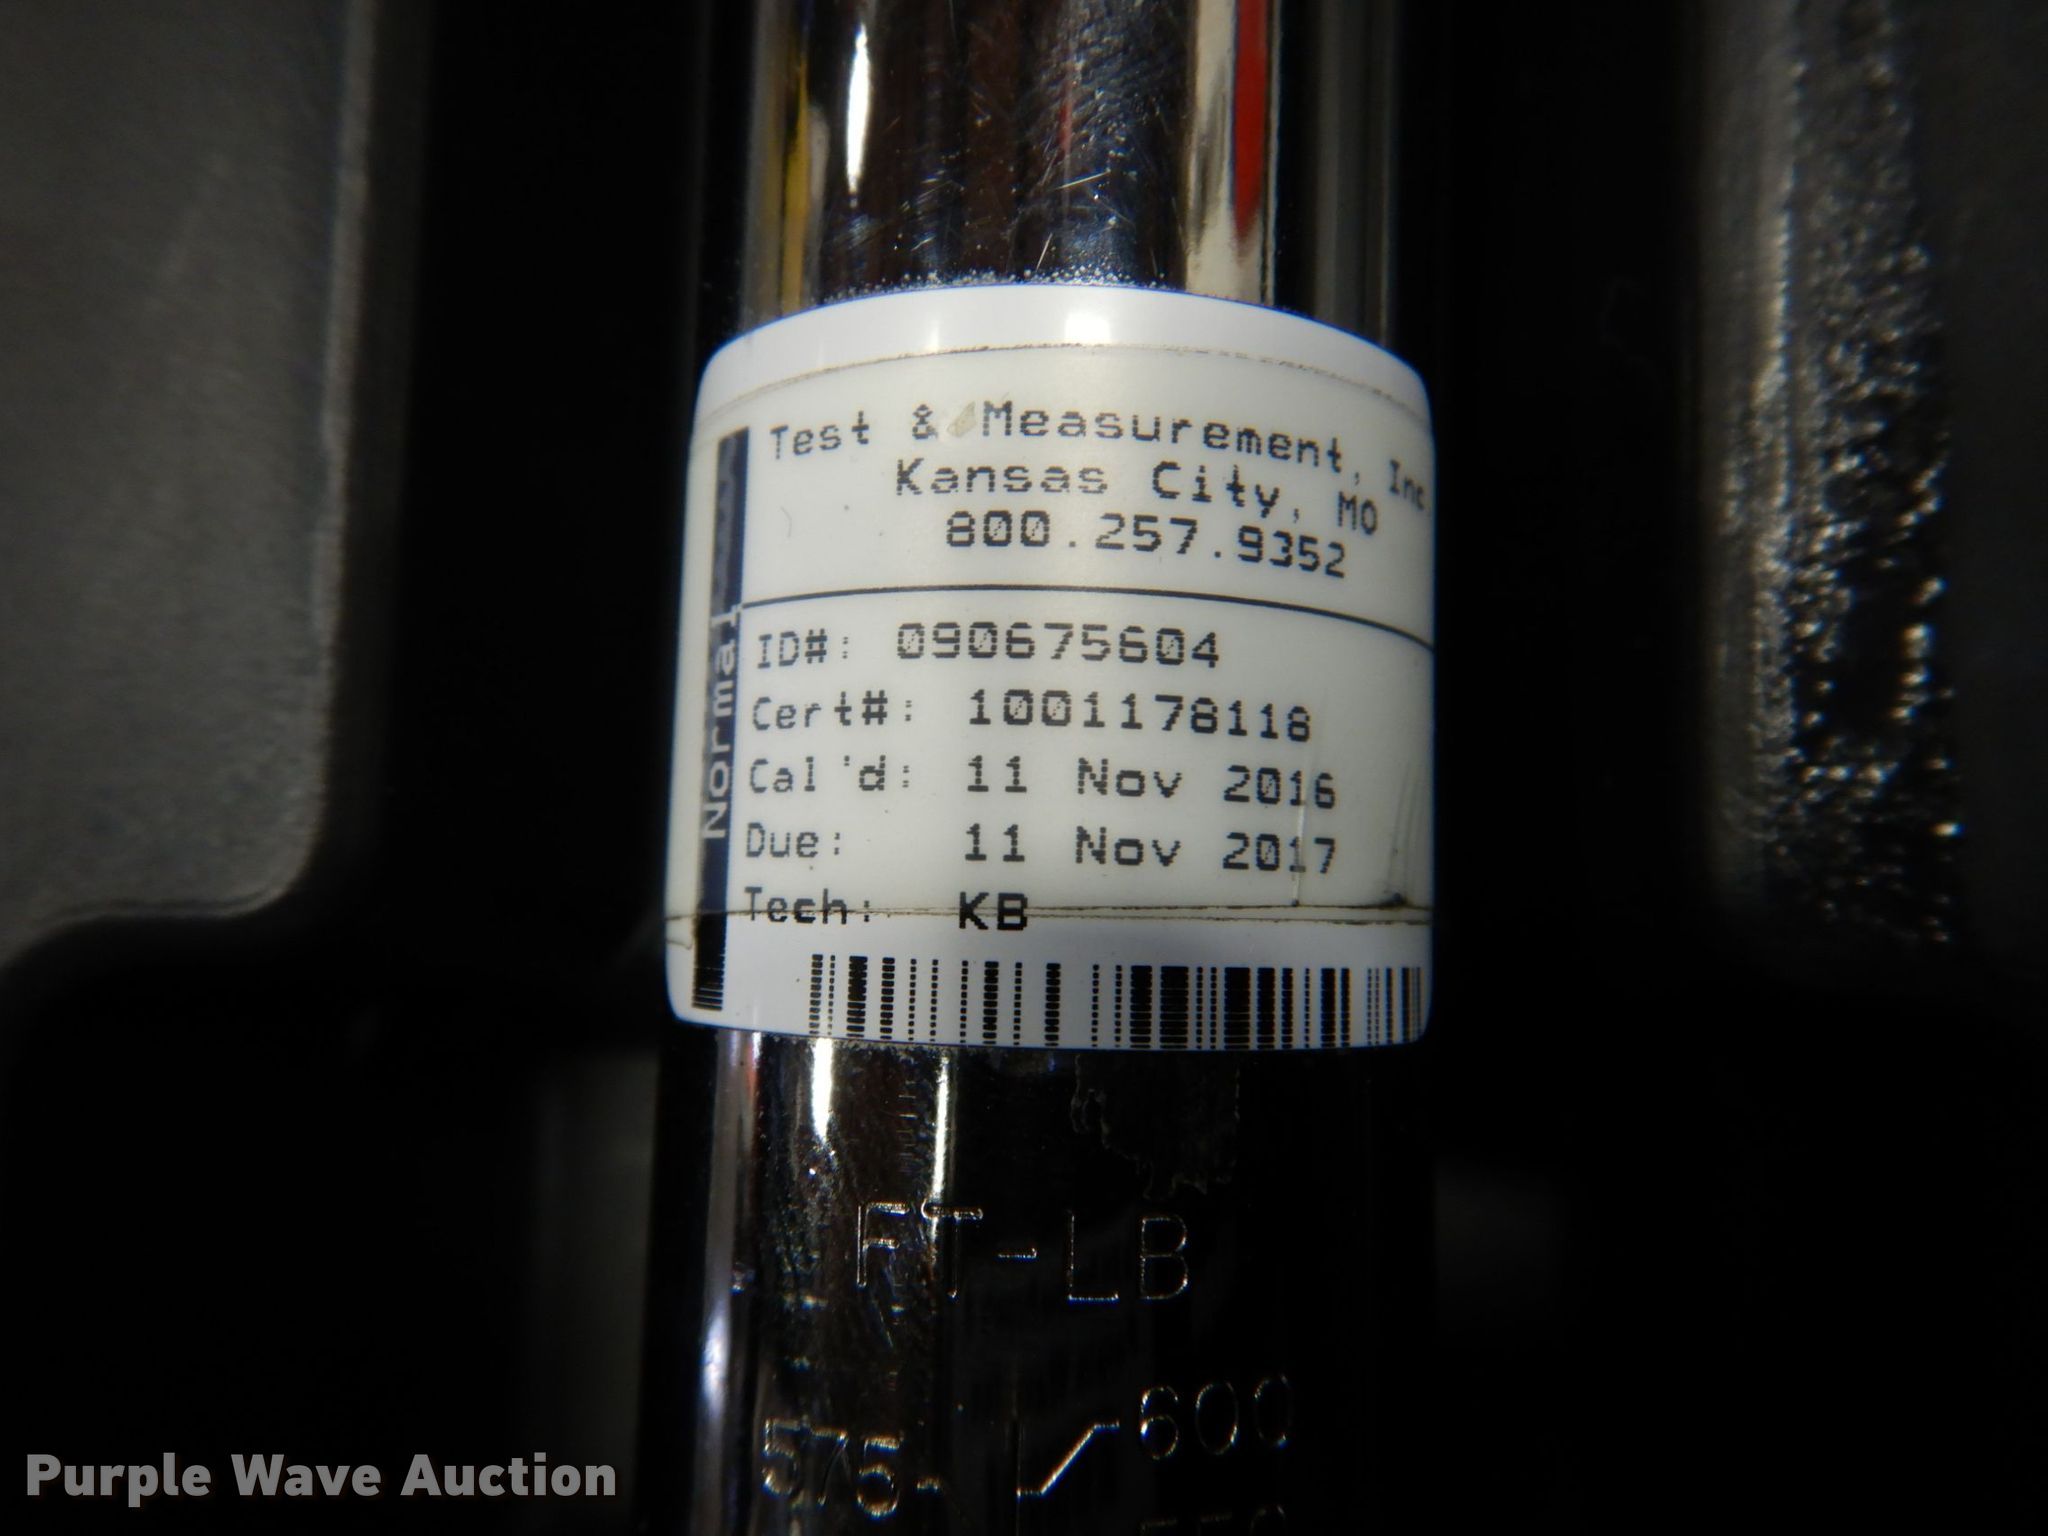 Test & Measurement, Inc.
Kansas City, MO
800.257.9352
Normal
ID#: 090675604
Cert#: 1001178118
Cal'd: 11 Nov 2016
Due: 11 Nov 2017
Tech: KB
FT-LB
600
575
Purple Wave Auction